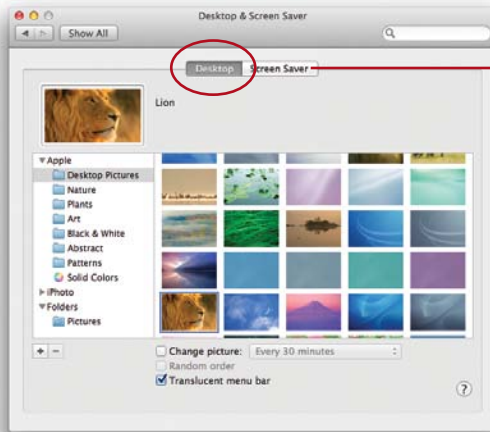 Desktop & Screen Saver
Show All
Desktop Screen Saver
Lion
Apple
Desktop Pictures
Nature
Plants
Art
Black & White
Abstract
Patterns
Solid Colors
iPhoto
Folders
Pictures
+ −
Change picture: Every 30 minutes
Random order
Translucent menu bar
?